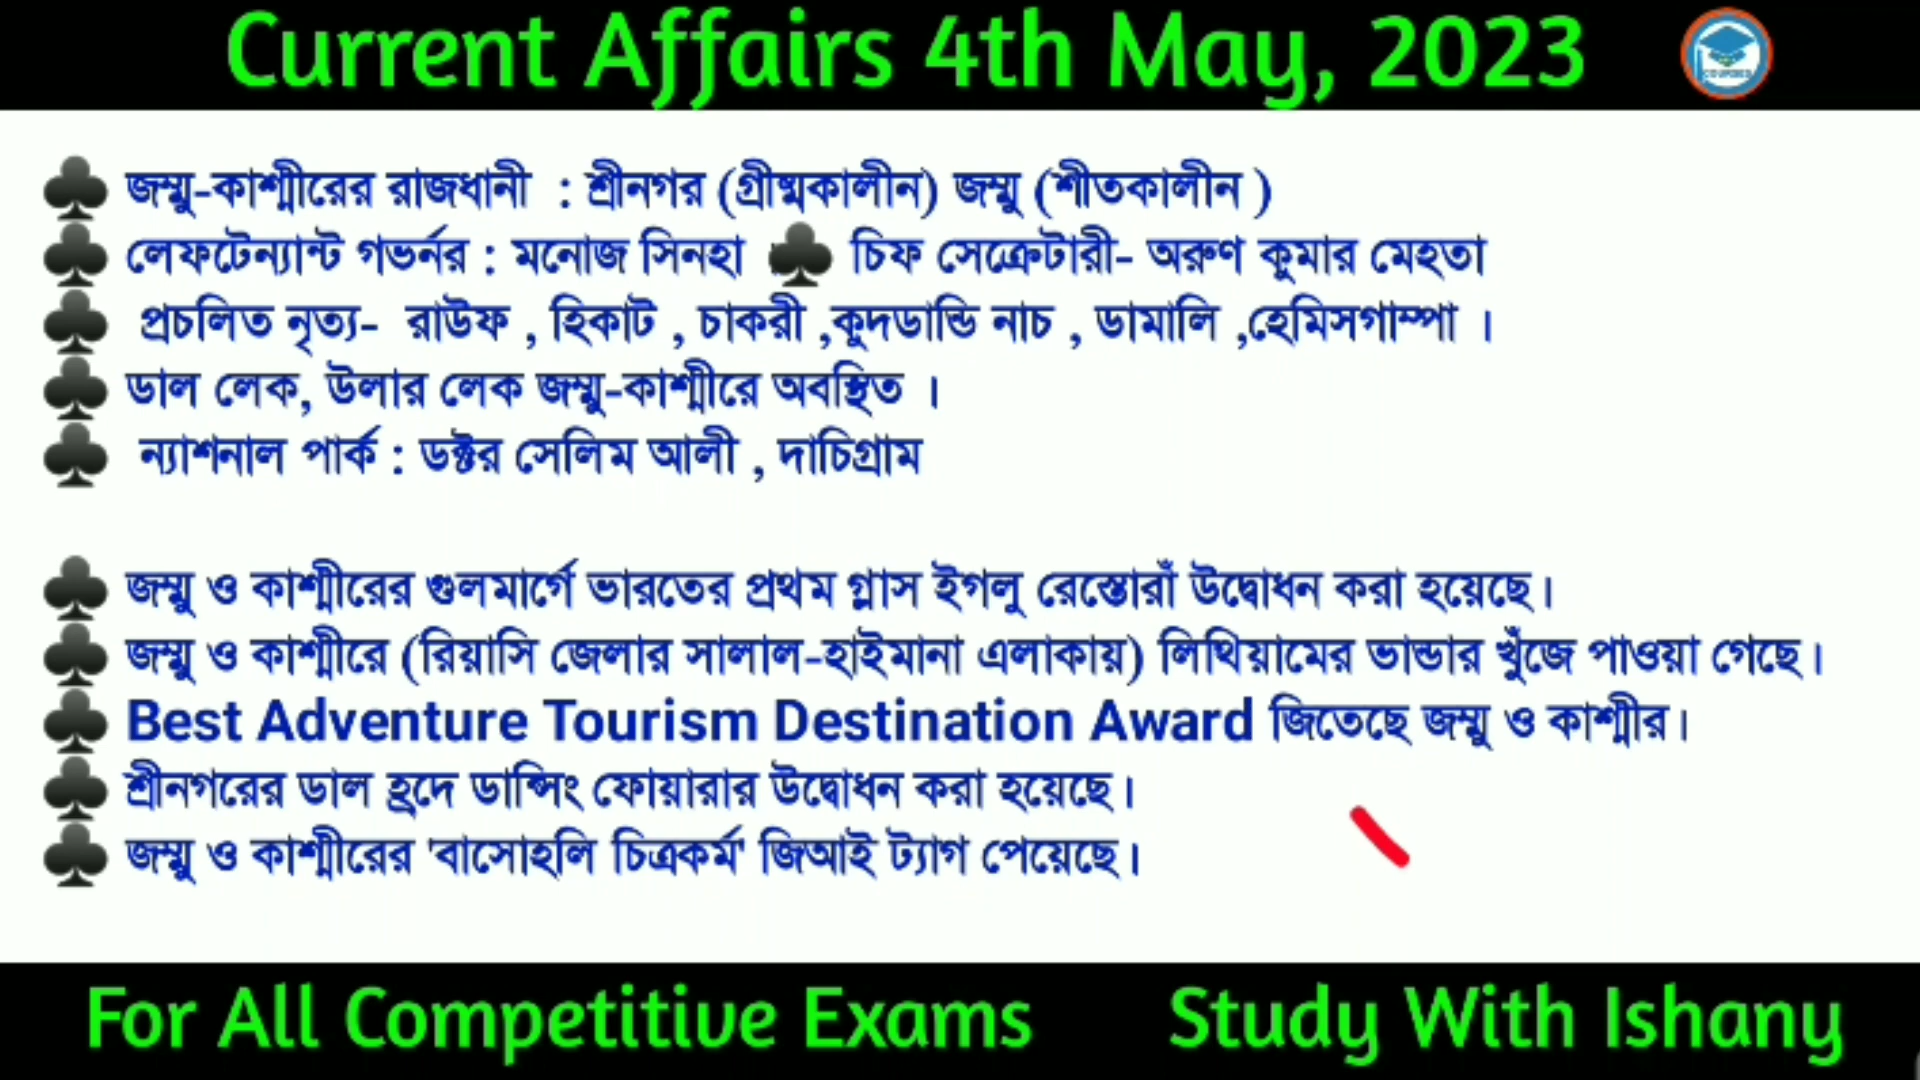 Current Affairs 4th May, 2023
♣ জম্মু-কাশ্মীরের রাজধানী : শ্রীনগর (গ্রীষ্মকালীন) জম্মু (শীতকালীন )
♣ লেফটেন্যান্ট গভর্নর : মনোজ সিনহা ♣ চিফ সেক্রেটারী- অরুণ কুমার মেহতা
♣ প্রচলিত নৃত্য- রাউফ , হিকাট , চাকরী ,কুদডান্ডি নাচ , ডামালি ,হেমিসগাম্পা ।
♣ ডাল লেক, উলার লেক জম্মু-কাশ্মীরে অবস্থিত ।
♣ ন্যাশনাল পার্ক : ডক্টর সেলিম আলী , দাচিগ্রাম
♣ জম্মু ও কাশ্মীরের গুলমার্গে ভারতের প্রথম গ্লাস ইগলু রেস্তোরাঁ উদ্বোধন করা হয়েছে।
♣ জম্মু ও কাশ্মীরে (রিয়াসি জেলার সালাল-হাইমানা এলাকায়) লিথিয়ামের ভান্ডার খুঁজে পাওয়া গেছে।
♣ Best Adventure Tourism Destination Award জিতেছে জম্মু ও কাশ্মীর।
♣ শ্রীনগরের ডাল হ্রদে ডান্সিং ফোয়ারার উদ্বোধন করা হয়েছে।
♣ জম্মু ও কাশ্মীরের 'বাসোহলি চিত্রকর্ম' জিআই ট্যাগ পেয়েছে।
For All Competitive Exams Study With Ishany